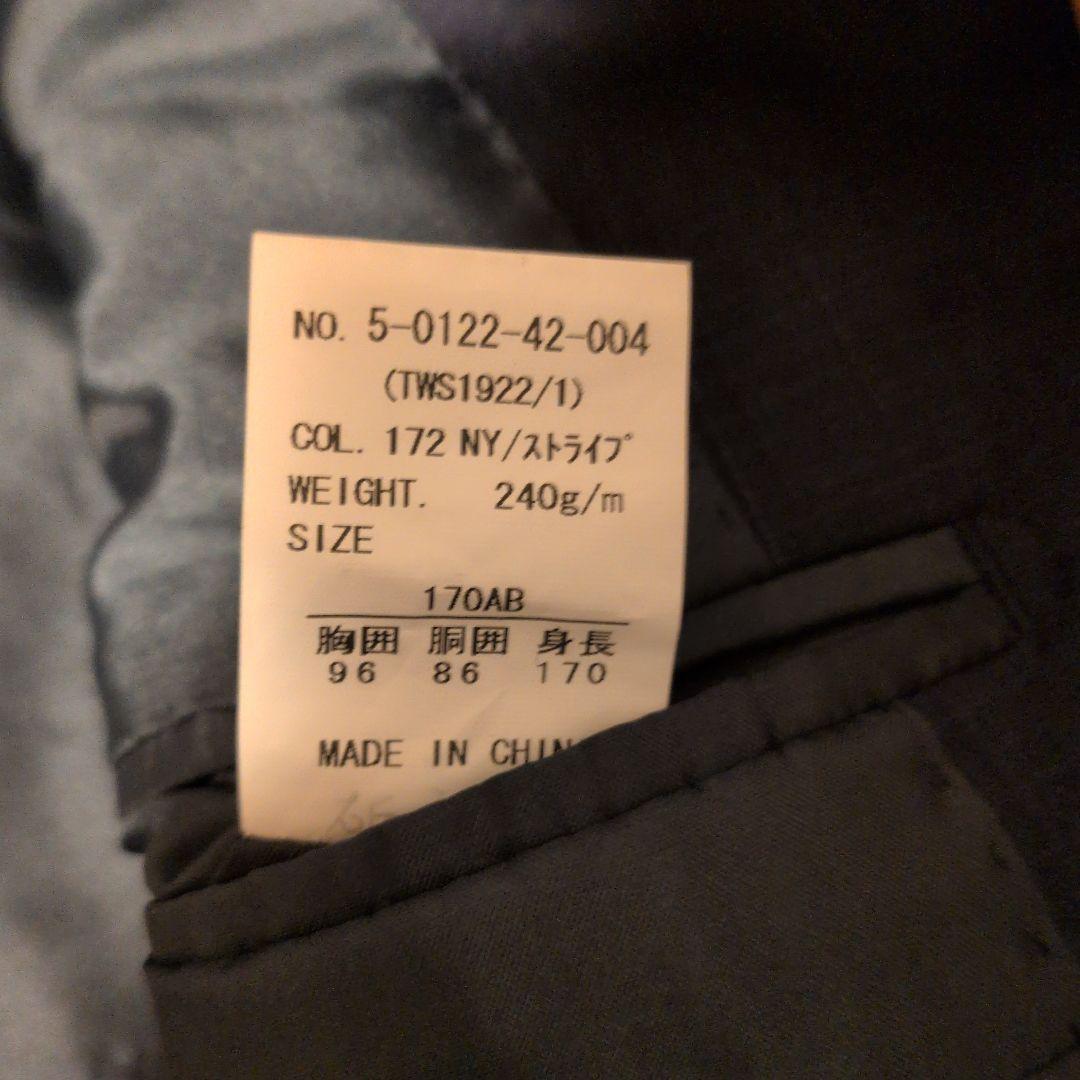 NO. 5-0122-42-004
(TWS1922/1)
COL. 172 NY/ｽﾄﾗｲﾌﾟ
WEIGHT. 240g/m
SIZE
170AB
胸囲 胴囲 身長
96 86 170
MADE IN